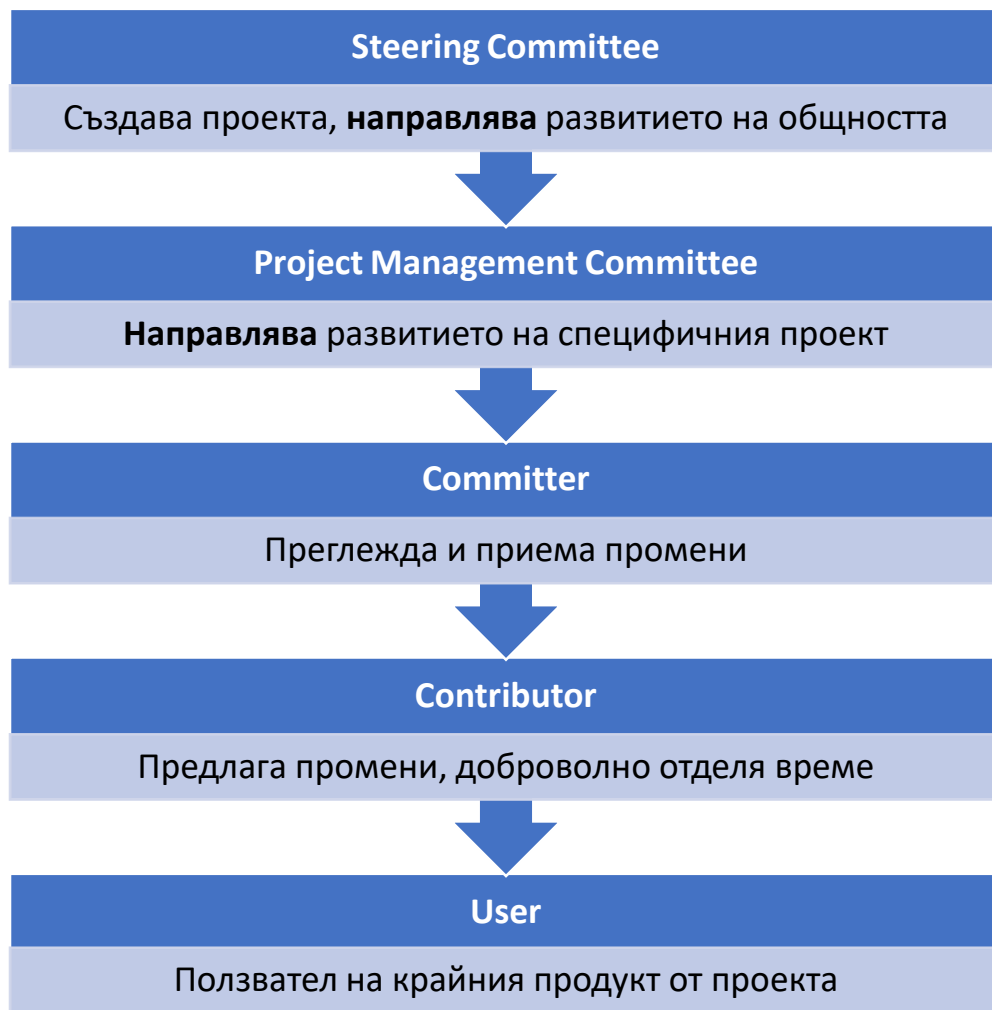 Steering Committee
Създава проекта, направлява развитието на общността
Project Management Committee
Направлява развитието на специфичния проект
Committer
Преглежда и приема промени
Contributor
Предлага промени, доброволно отделя време
User
Ползвател на крайния продукт от проекта